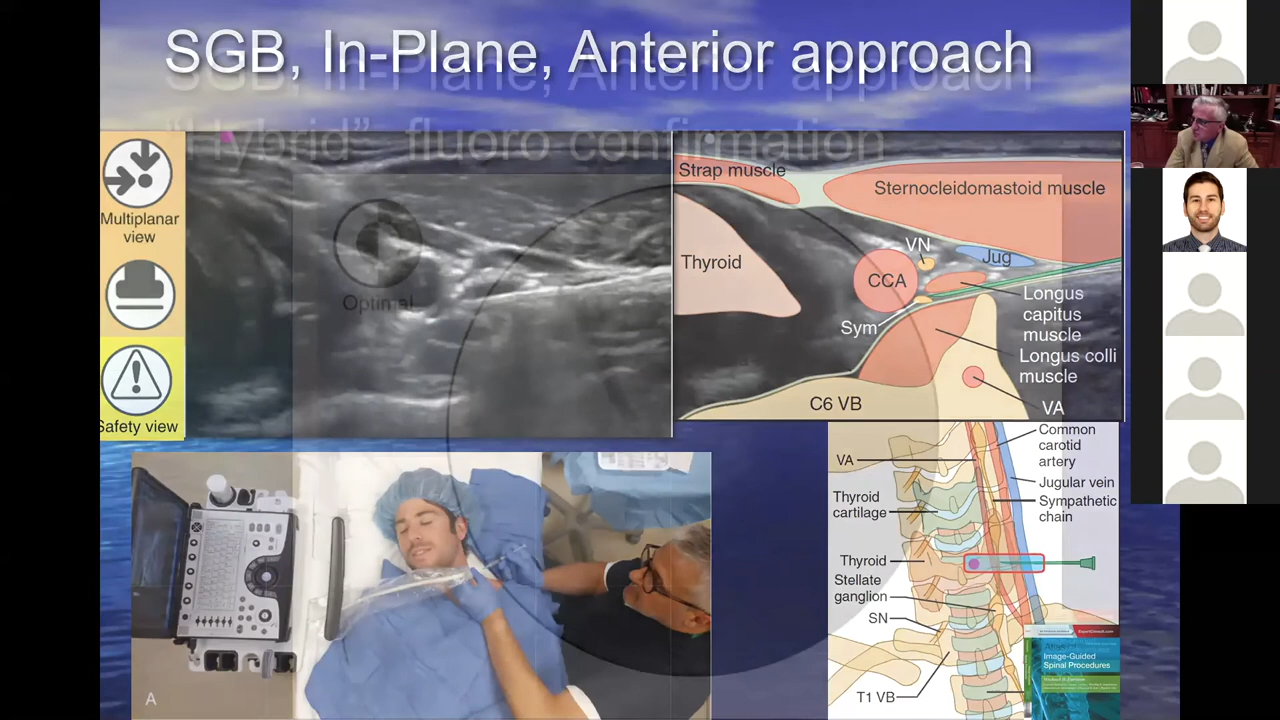 SGB, In-Plane, Anterior approach
"Hybrid" fluoro confirmation
Multiplanar
view
Optimal
Safety view
Strap muscle
Sternocleidomastoid muscle
Thyroid
VN
Jug
CCA
Sym
Longus
capitus
muscle
Longus colli
muscle
C6 VB
VA
A
VA
Common
carotid
artery
Jugular vein
Thyroid
cartilage
Sympathetic
chain
Thyroid
Stellate
ganglion
SN
T1 VB
Image-Guided
Spinal Procedures